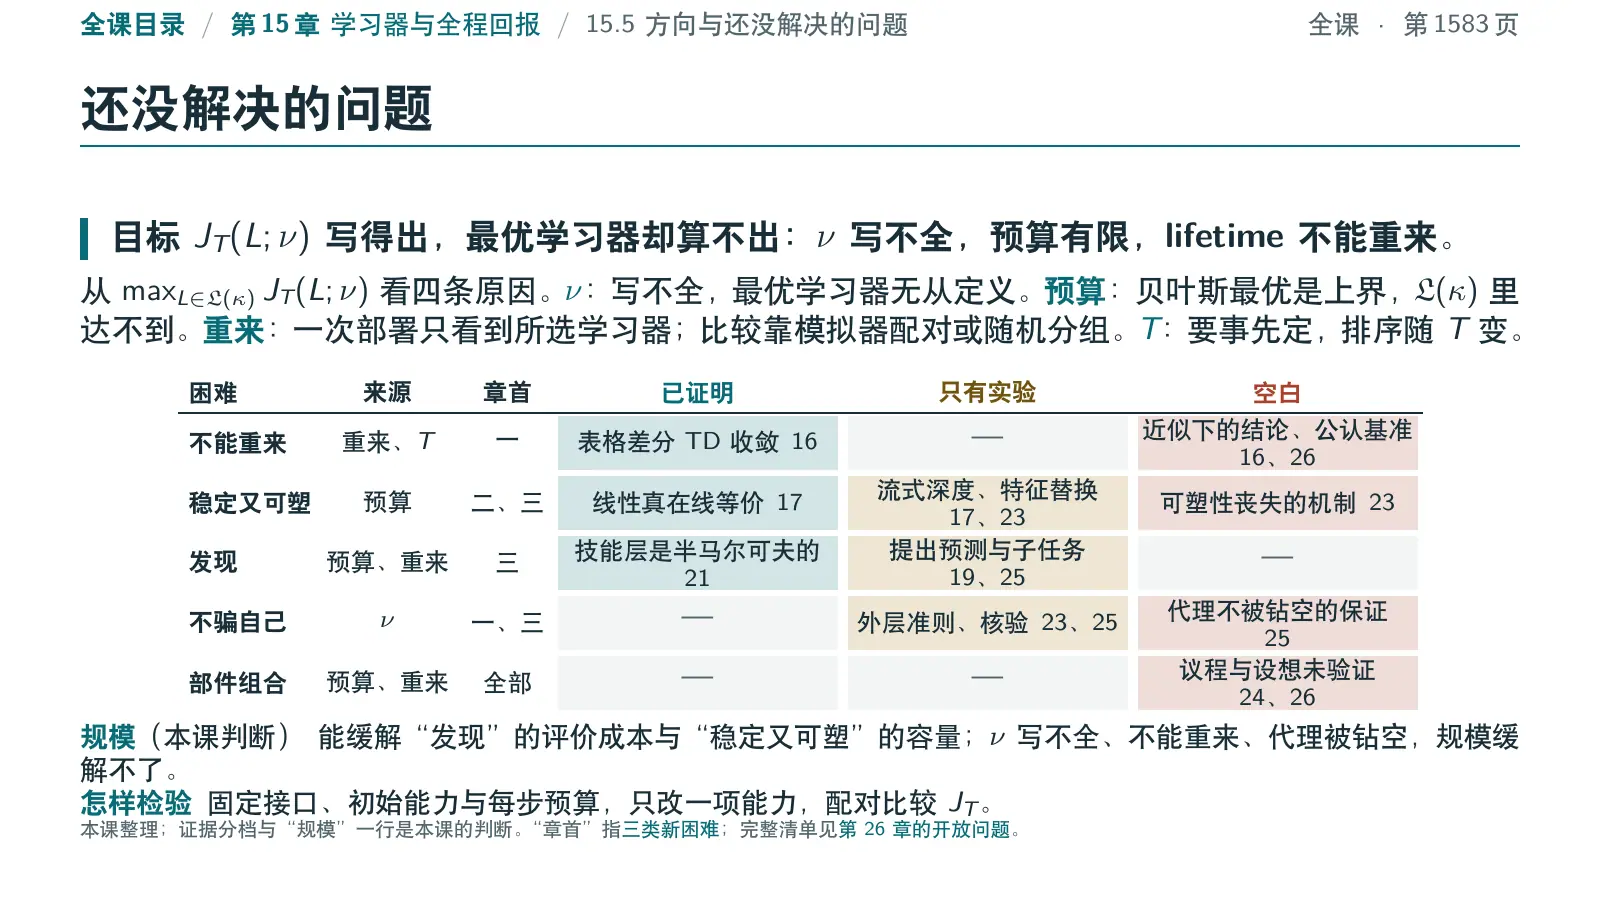 全课目录 / 第 15 章 学习器与全程回报 / 15.5 方向与还没解决的问题 全课 · 第 1583 页
还没解决的问题
目标 J_T(L; ν) 写得出，最优学习器却算不出：ν 写不全，预算有限，lifetime 不能重来。
从 max_{L∈𝔏(κ)} J_T(L; ν) 看四条原因。ν：写不全，最优学习器无从定义。预算：贝叶斯最优是上界，𝔏(κ) 里
达不到。重来：一次部署只看到所选学习器；比较靠模拟器配对或随机分组。T：要事先定，排序随 T 变。
困难 来源 章首 已证明 只有实验 空白
不能重来 重来、T 一 表格差分 TD 收敛 16 — 近似下的结论、公认基准 16、26
稳定又可塑 预算 二、三 线性真在线等价 17 流式深度、特征替换 17、23 可塑性丧失的机制 23
发现 预算、重来 三 技能层是半马尔可夫的 21 提出预测与子任务 19、25 —
不骗自己 ν 一、三 — 外层准则、核验 23、25 代理不被钻空的保证 25
部件组合 预算、重来 全部 — — 议程与设想未验证 24、26
规模（本课判断） 能缓解“发现”的评价成本与“稳定又可塑”的容量；ν 写不全、不能重来、代理被钻空，规模缓
解不了。
怎样检验 固定接口、初始能力与每步预算，只改一项能力，配对比较 J_T。
本课整理；证据分档与“规模”一行是本课的判断。“章首”指三类新困难；完整清单见第 26 章的开放问题。